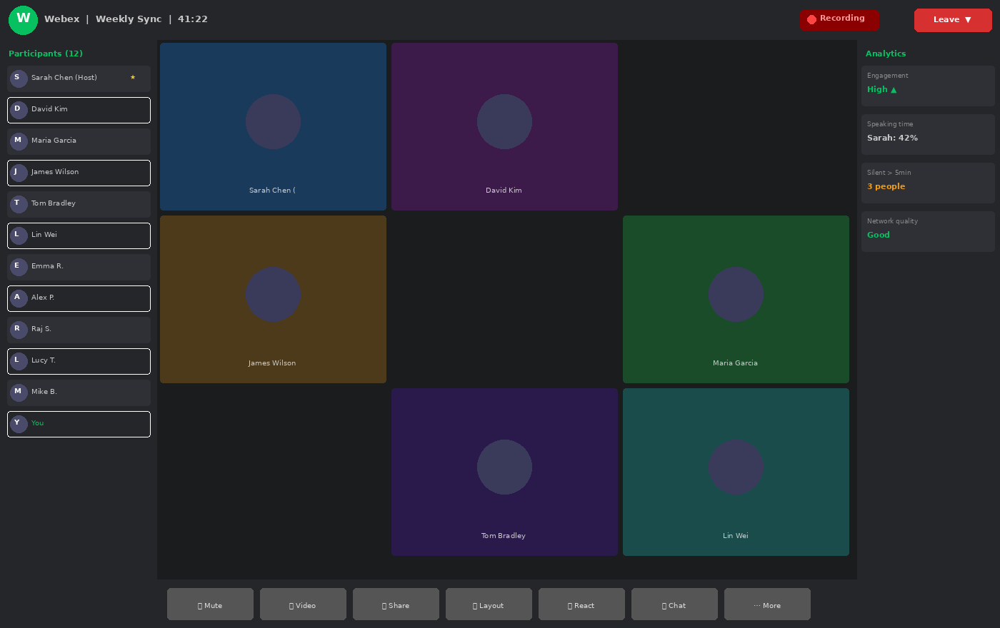 W
Webex | Weekly Sync | 41:22
Recording
Leave ▼
Participants (12)
S Sarah Chen (Host) ★
D David Kim
M Maria Garcia
J James Wilson
T Tom Bradley
L Lin Wei
E Emma R.
A Alex P.
R Raj S.
L Lucy T.
M Mike B.
Y You
Sarah Chen (
David Kim
James Wilson
Maria Garcia
Tom Bradley
Lin Wei
Analytics
Engagement
High ▲
Speaking time
Sarah: 42%
Silent > 5min
3 people
Network quality
Good
Mute
Video
Share
Layout
React
Chat
··· More